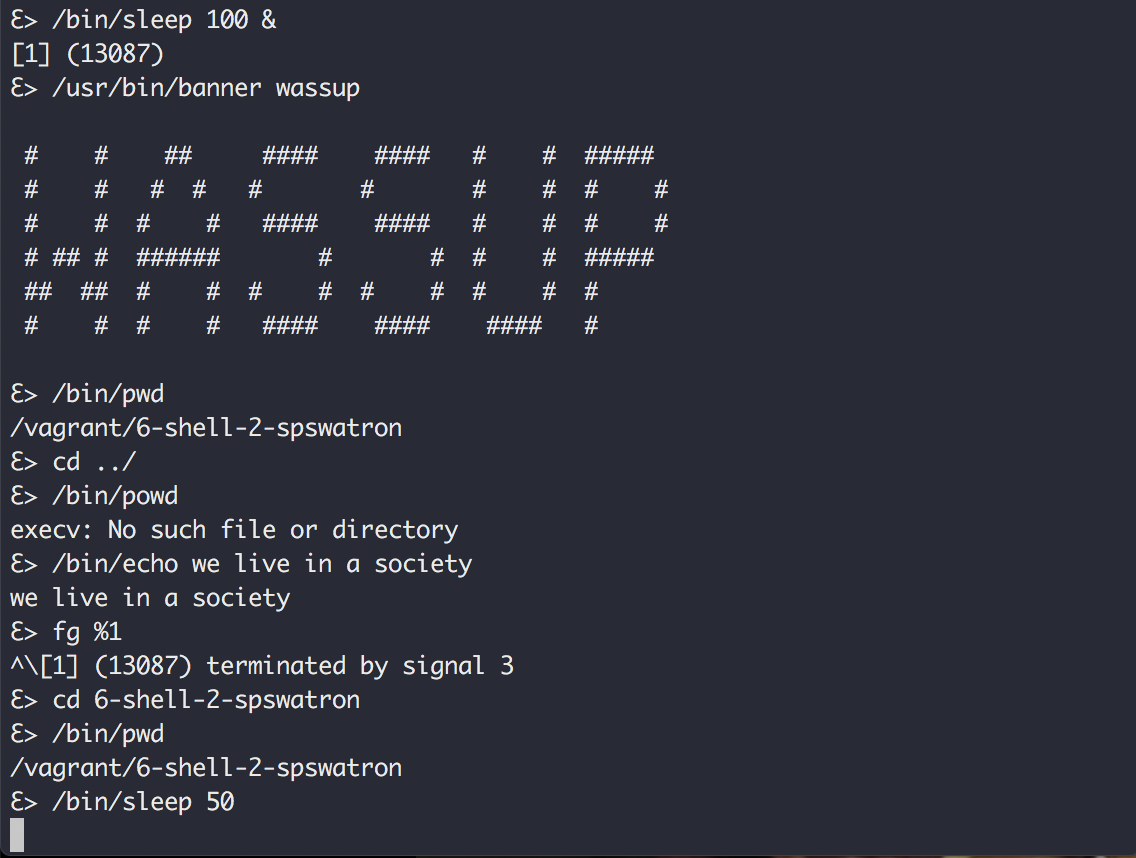 Ɛ> /bin/sleep 100 &
[1] (13087)
Ɛ> /usr/bin/banner wassup

 #    #    ##     ####    ####   #    #  #####
 #    #   #  #   #       #       #    #  #    #
 #    #  #    #   ####    ####   #    #  #    #
 # ## #  ######       #       #  #    #  #####
 ##  ##  #    #  #    #  #    #  #    #  #
 #    #  #    #   ####    ####    ####   #

Ɛ> /bin/pwd
/vagrant/6-shell-2-spswatron
Ɛ> cd ../
Ɛ> /bin/powd
execv: No such file or directory
Ɛ> /bin/echo we live in a society
we live in a society
Ɛ> fg %1
^\[1] (13087) terminated by signal 3
Ɛ> cd 6-shell-2-spswatron
Ɛ> /bin/pwd
/vagrant/6-shell-2-spswatron
Ɛ> /bin/sleep 50